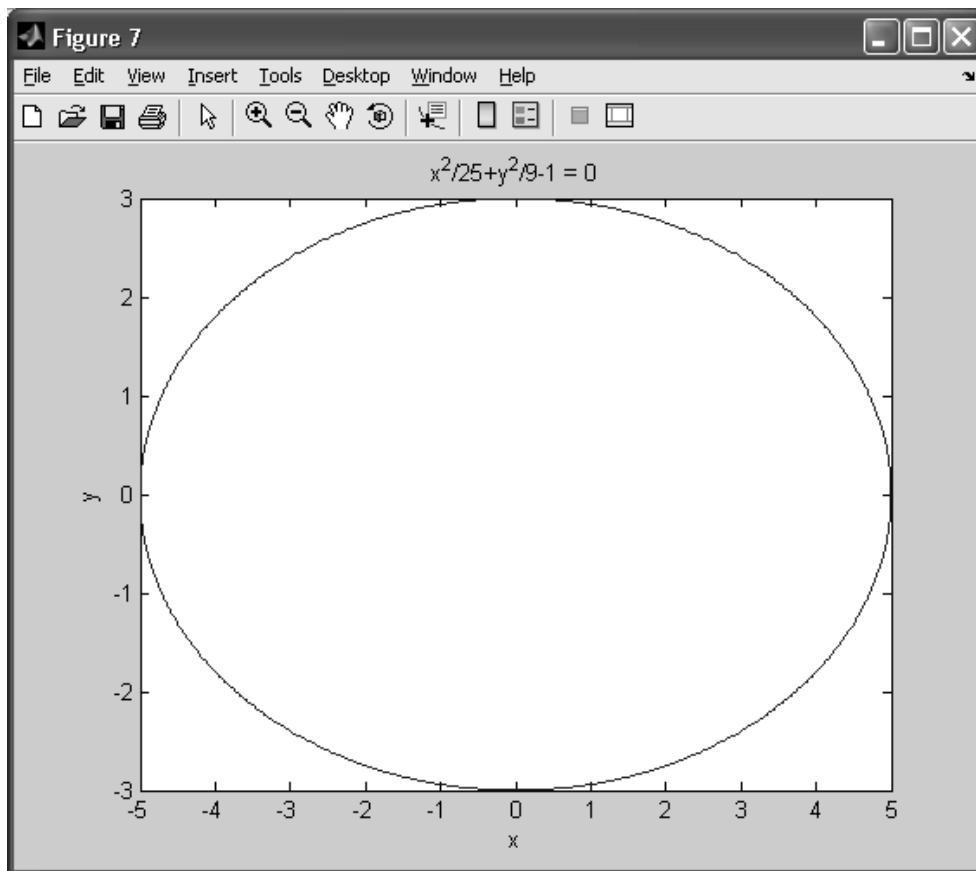 Figure 7
File Edit View Insert Tools Desktop Window Help
x²/25+y²/9-1 = 0
3
2
1
0
-1
-2
-3
y
-5 -4 -3 -2 -1 0 1 2 3 4 5
x